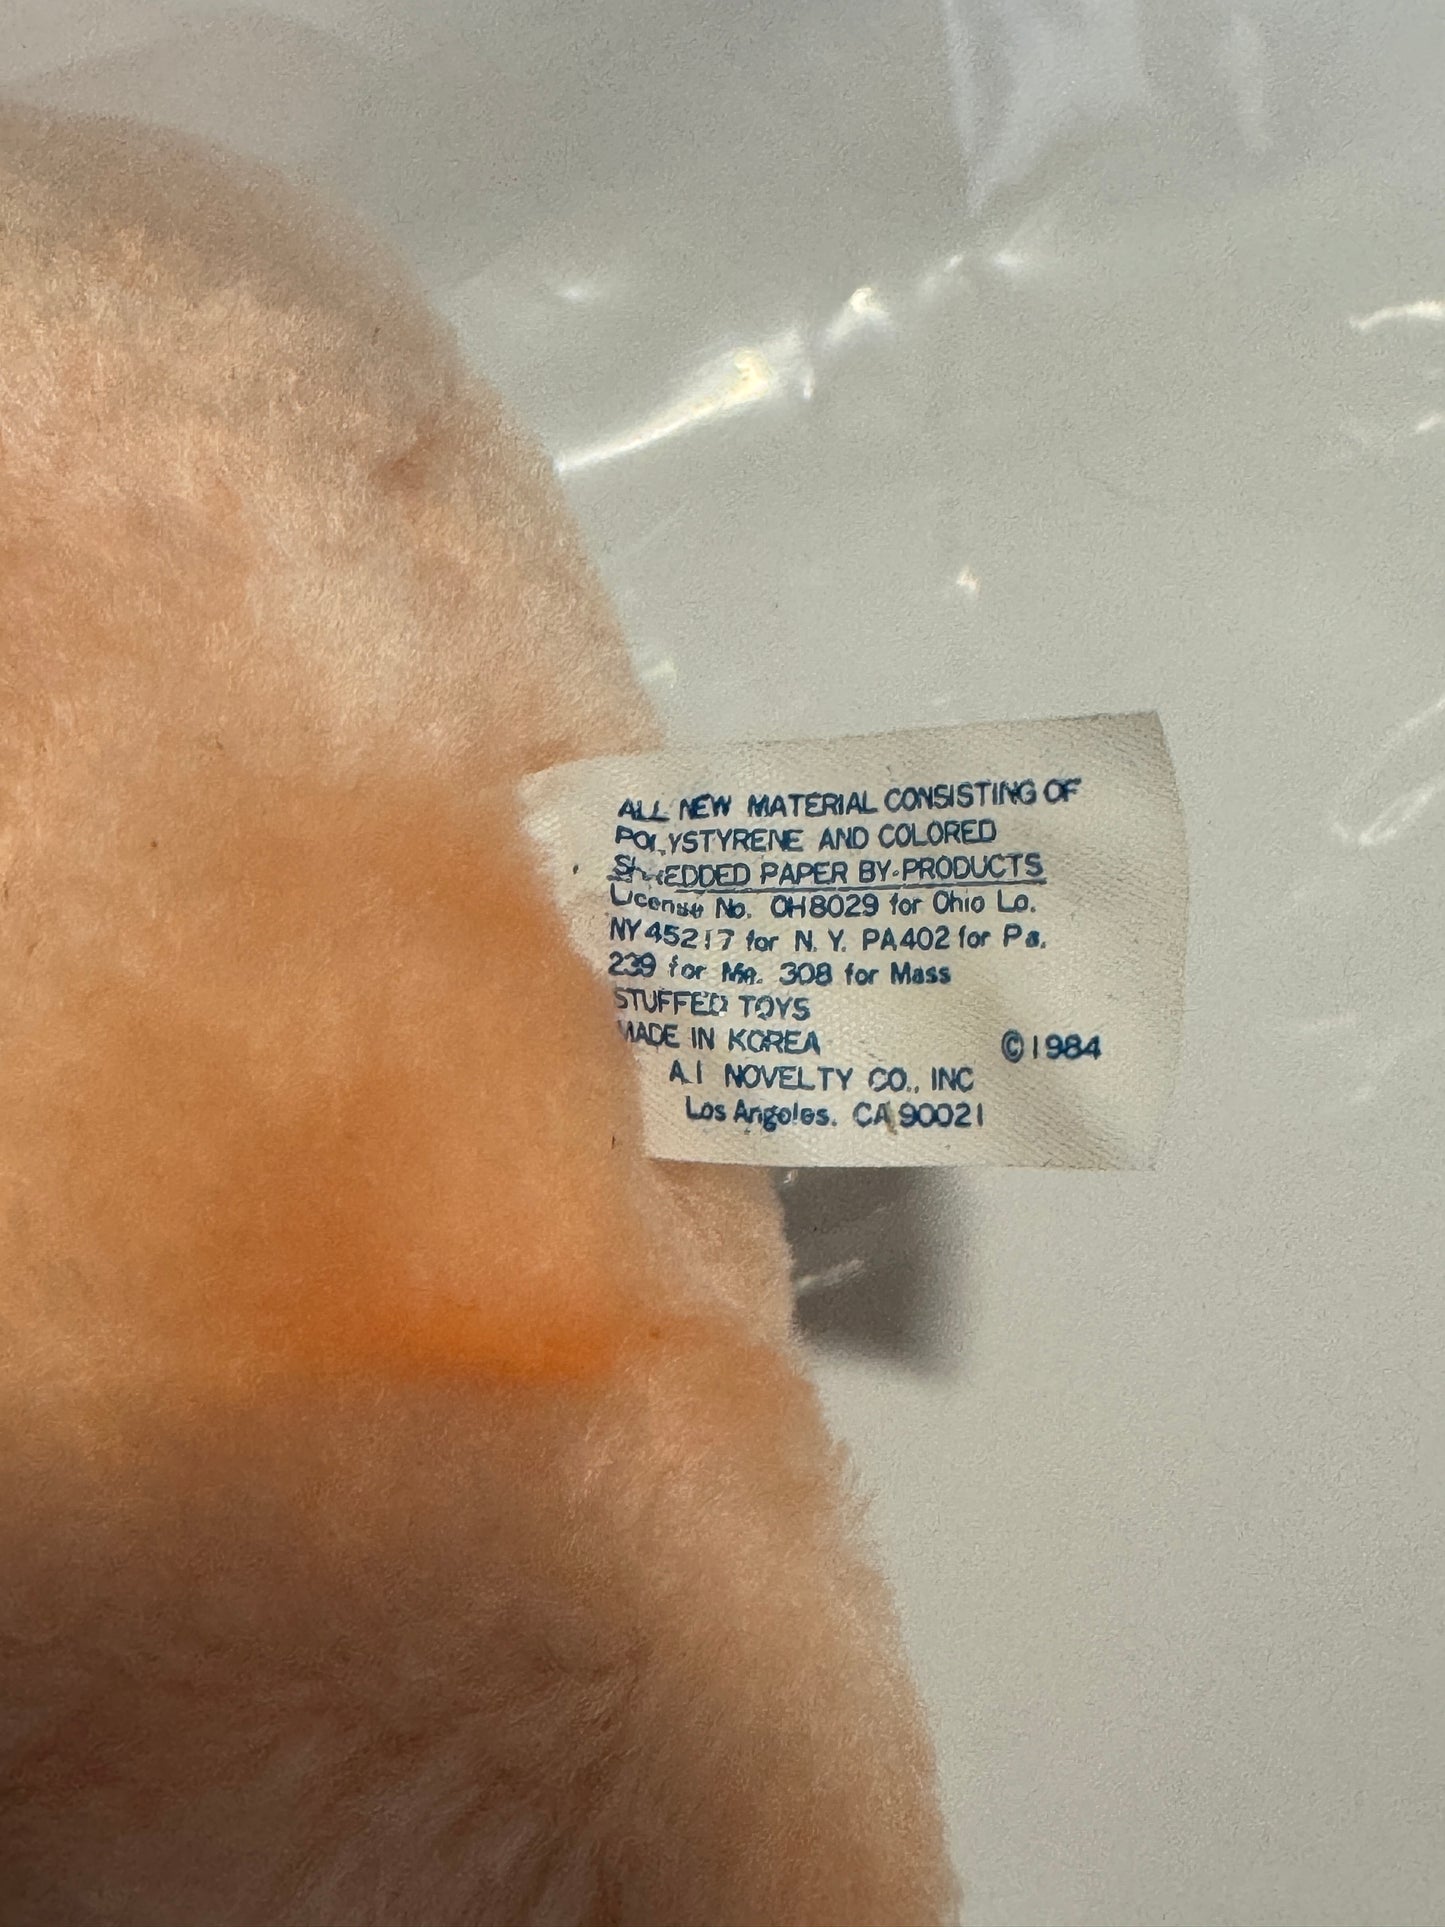 ALL NEW MATERIAL CONSISTING OF
POLYSTYRENE AND COLORED
SHREDDED PAPER BY-PRODUCTS
License No. OH8029 for Ohio Lo.
NY45217 for N. Y. PA402 for Pa.
239 for Ma. 308 for Mass
STUFFED TOYS
MADE IN KOREA ©1984
A.I NOVELTY CO., INC
Los Angeles. CA 90021